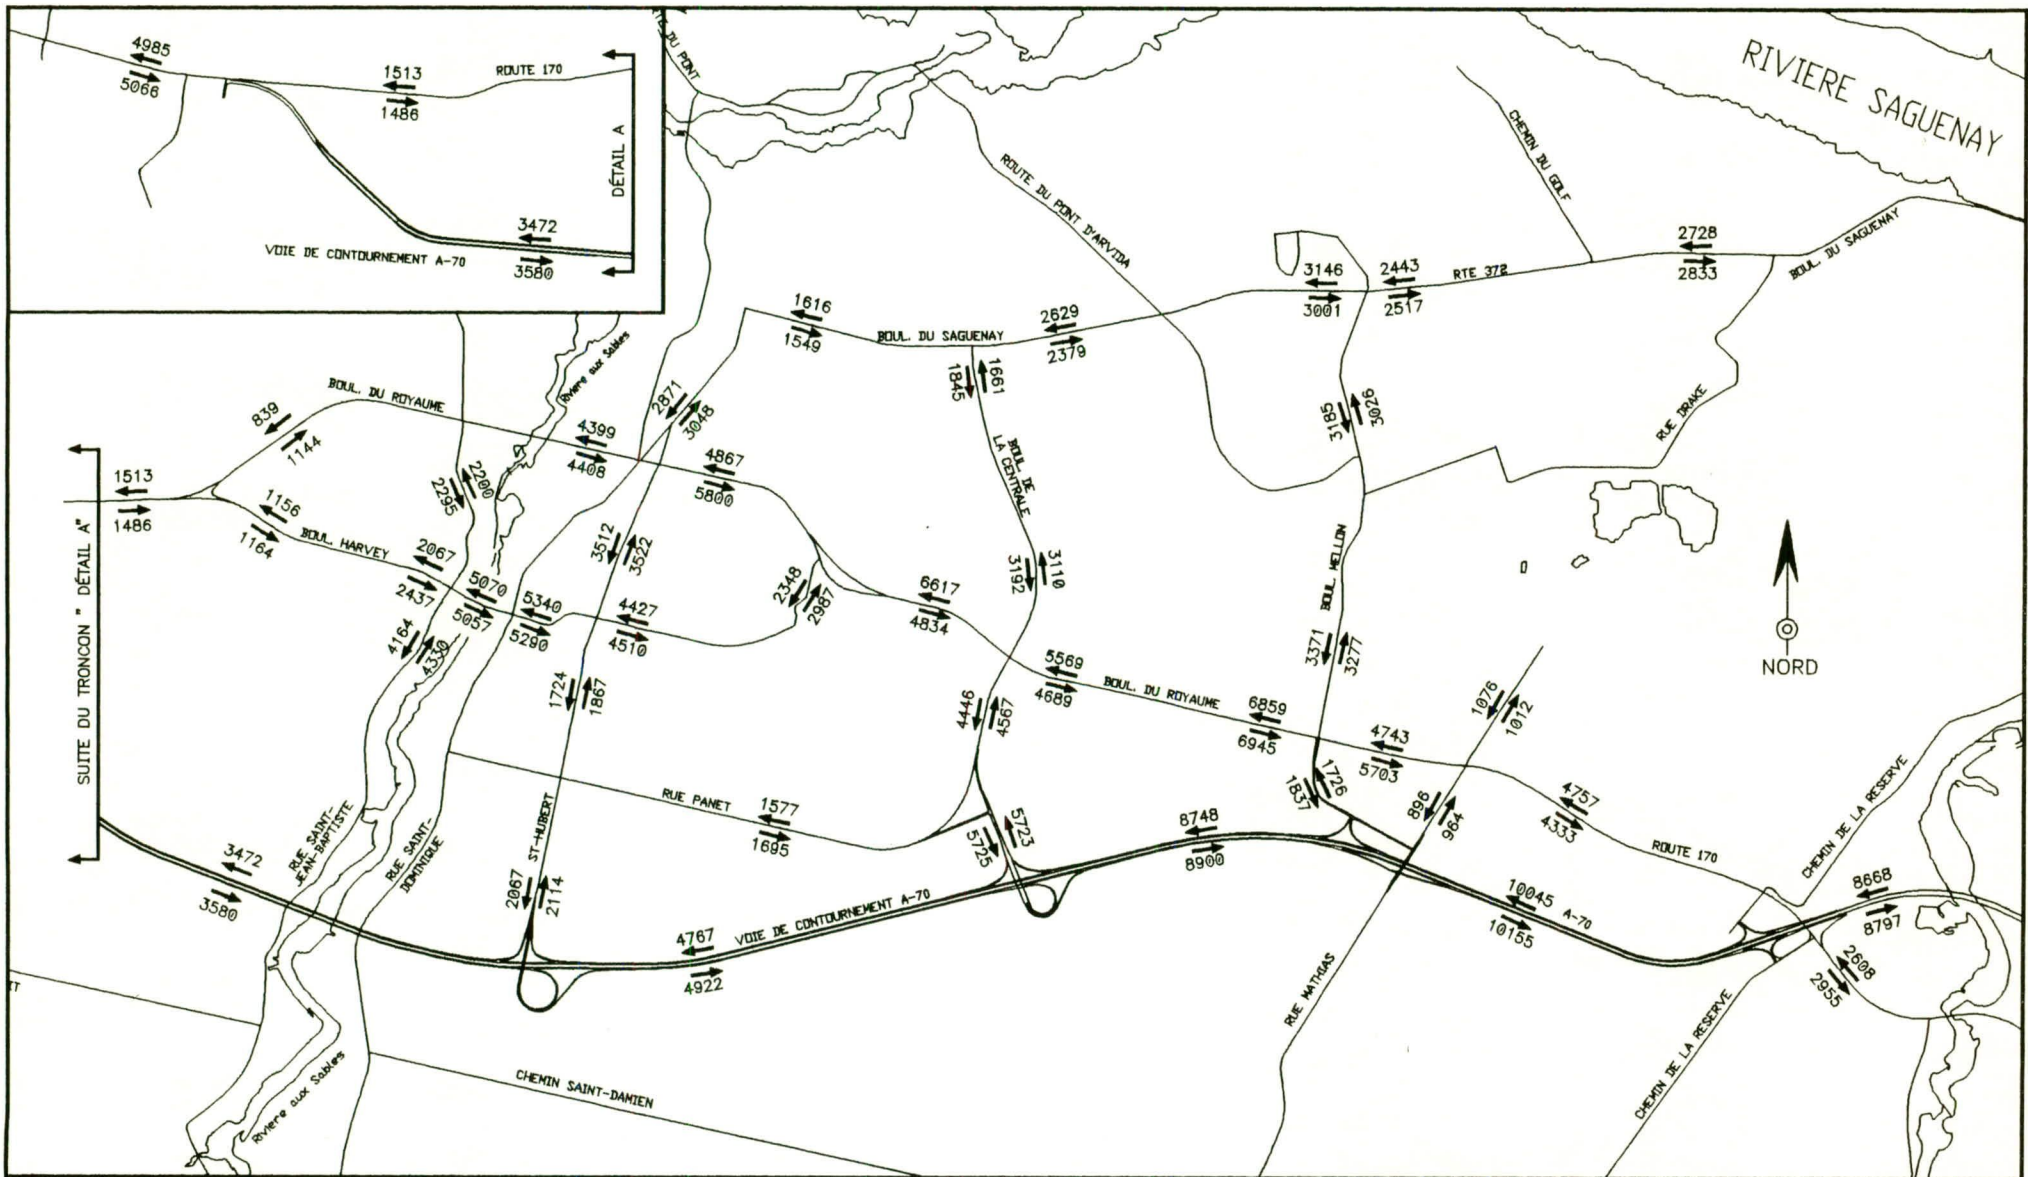 4985
5066
1513
1486
ROUTE 170
DÉTAIL A
3472
VOIE DE CONTOURNEMENT A-70
3580
DU PONT
RIVIERE SAGUENAY
CHEMIN DU GOLF
ROUTE DU PONT D'ARVIDA
2728
2833
BOUL. DU SAGUENAY
3146
3001
2443
2517
RTE 372
1616
1549
BOUL. DU SAGUENAY
2629
2379
1845
1661
Riviere aux Sables
BOUL. DU ROYAUME
839
1144
2871
3048
4399
4408
4867
5800
3185
3026
RUE DRAKE
BOUL. DE
LA CENTRALE
SUITE DU TRONCON " DÉTAIL A"
1513
1486
1156
1164
BOUL. HARVEY
2295
2200
2067
2437
5070
5057
5340
5290
3512
3522
4427
4510
2348
2987
6617
4834
3192
3110
BOUL. MELLON
4164
4330
1724
1867
3371
3277
5569
4689
BOUL. DU ROYAUME
4446
4567
6859
6945
4743
5703
1076
1012
NORD
RUE PANET
1577
1695
1837
1726
896
964
4757
4333
ROUTE 170
CHEMIN DE LA RESERVE
5725
5723
8748
8900
3472
3580
RUE SAINT-
JEAN-BAPTISTE
RUE SAINT-
DOMINIQUE
ST-HUBERT
2067
2114
4767
4922
VOIE DE CONTOURNEMENT A-70
10045
10155
A-70
8668
8797
2608
2955
RUE MATHIAS
CHEMIN DE LA RESERVE
IT
CHEMIN SAINT-DAMIEN
Riviere aux Sables